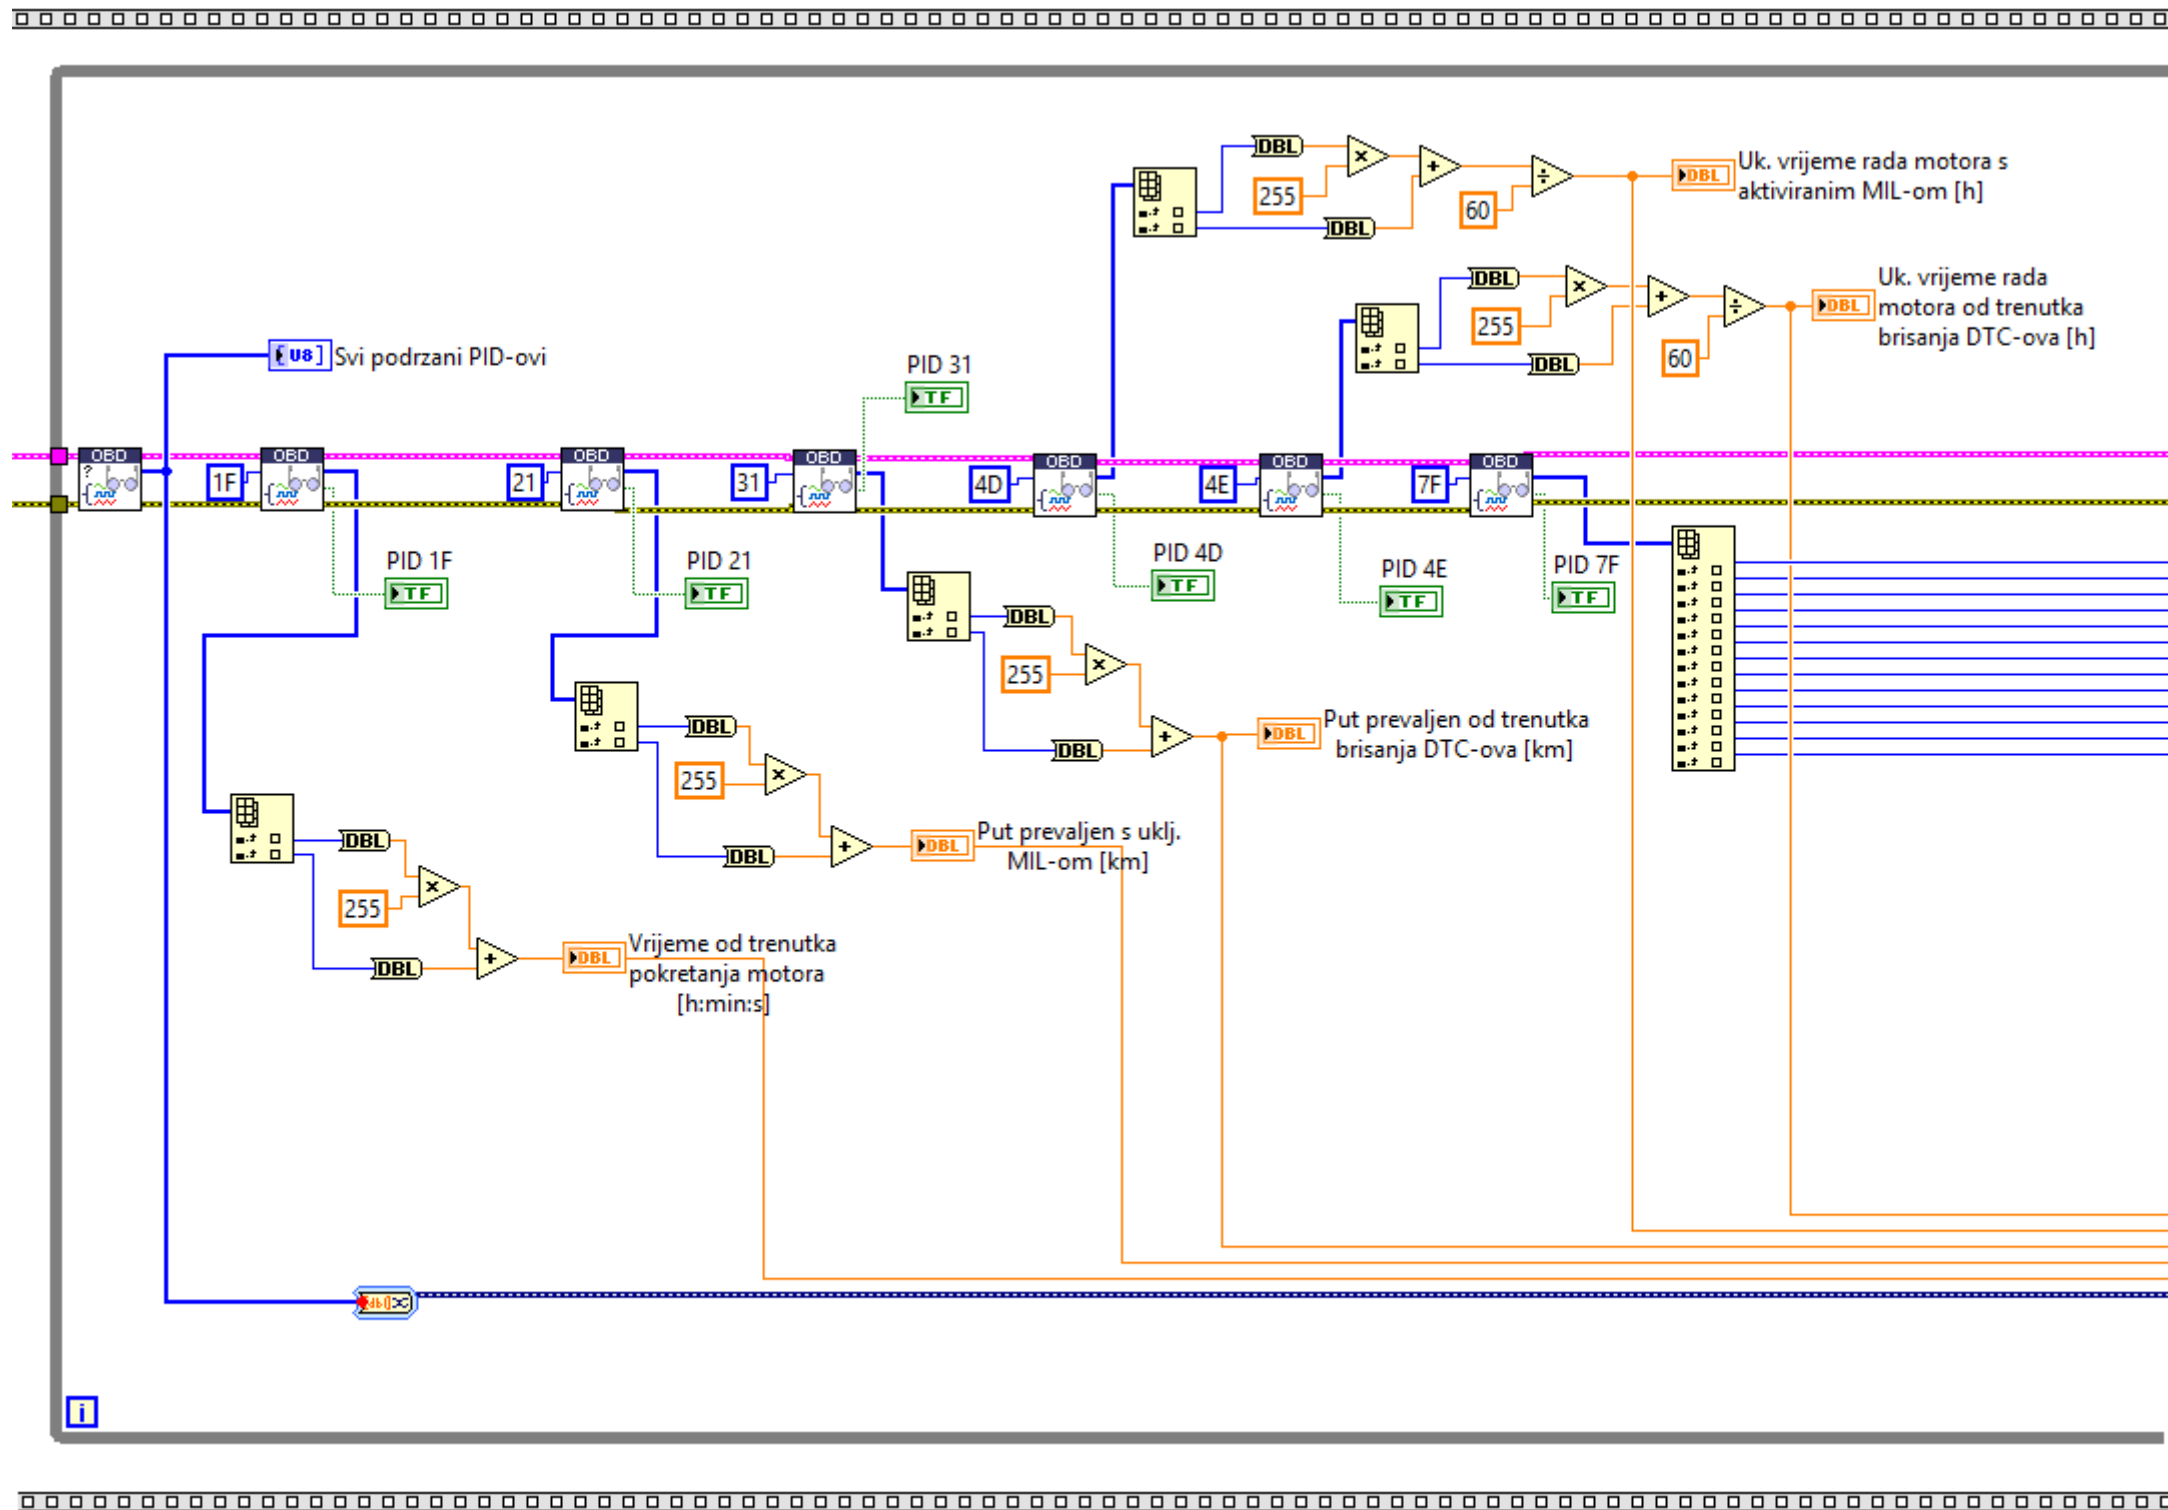 DBL
255
DBL
60
DBL
Uk. vrijeme rada motora s
aktiviranim MIL-om [h]
DBL
255
DBL
60
DBL
Uk. vrijeme rada
motora od trenutka
brisanja DTC-ova [h]
[U8]
Svi podrzani PID-ovi
PID 31
TF
OBD
?
1F
OBD
21
OBD
31
OBD
4D
OBD
4E
OBD
7F
OBD
PID 1F
TF
PID 21
TF
PID 4D
TF
PID 4E
TF
PID 7F
TF
DBL
255
DBL
DBL
Put prevaljen od trenutka
brisanja DTC-ova [km]
DBL
255
DBL
DBL
Put prevaljen s uklj.
MIL-om [km]
DBL
255
DBL
DBL
Vrijeme od trenutka
pokretanja motora
[h:min:s]
i